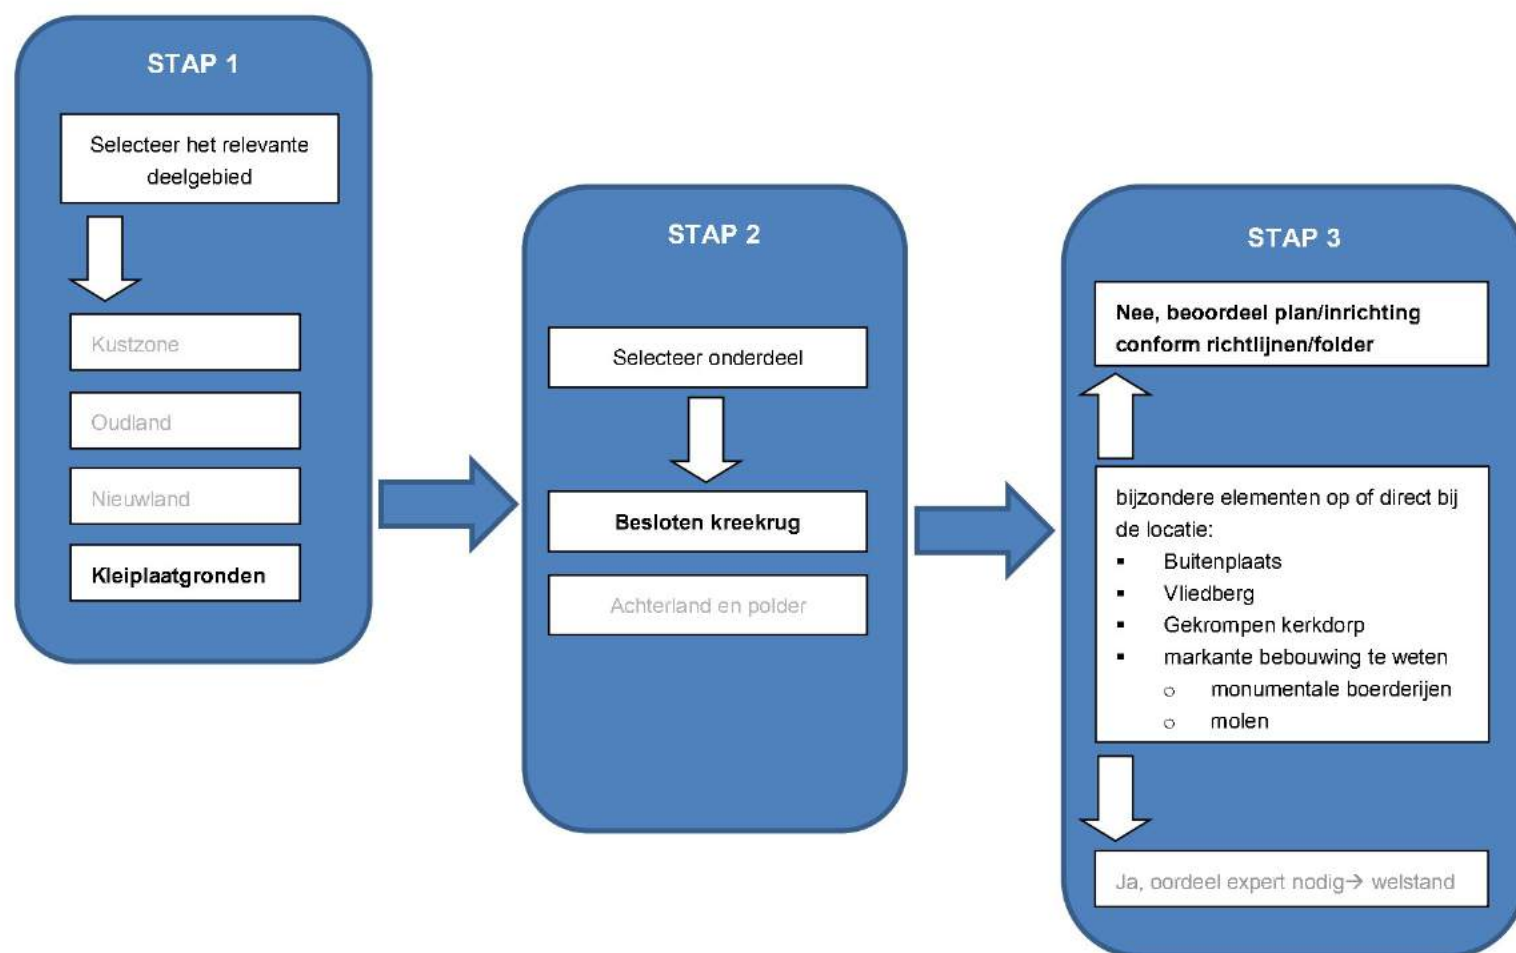 STAP 1
Selecteer het relevante
deelgebied
Kustzone
Oudland
Nieuwland
Kleiplaatgronden
STAP 2
Selecteer onderdeel
Besloten kreekrug
Achterland en polder
STAP 3
Nee, beoordeel plan/inrichting
conform richtlijnen/folder
bijzondere elementen op of direct bij
de locatie:
▪ Buitenplaats
▪ Vliedberg
▪ Gekrompen kerkdorp
▪ markante bebouwing te weten
o monumentale boerderijen
o molen
Ja, oordeel expert nodig→ welstand